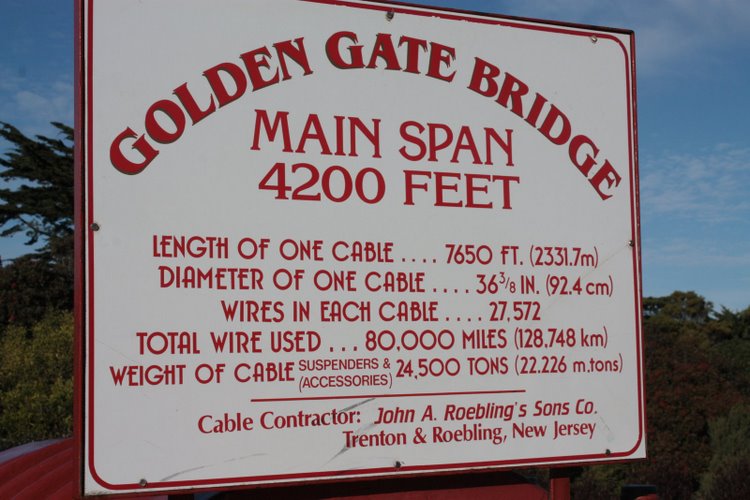 GOLDEN GATE BRIDGE
MAIN SPAN
4200 FEET
LENGTH OF ONE CABLE .... 7650 FT. (2331.7m)
DIAMETER OF ONE CABLE .... 36 3/8 IN. (92.4 cm)
WIRES IN EACH CABLE .... 27,572
TOTAL WIRE USED ... 80,000 MILES (128,748 km)
WEIGHT OF CABLE SUSPENDERS & (ACCESSORIES) 24,500 TONS (22.226 m.tons)
Cable Contractor: John A. Roebling's Sons Co.
Trenton & Roebling, New Jersey